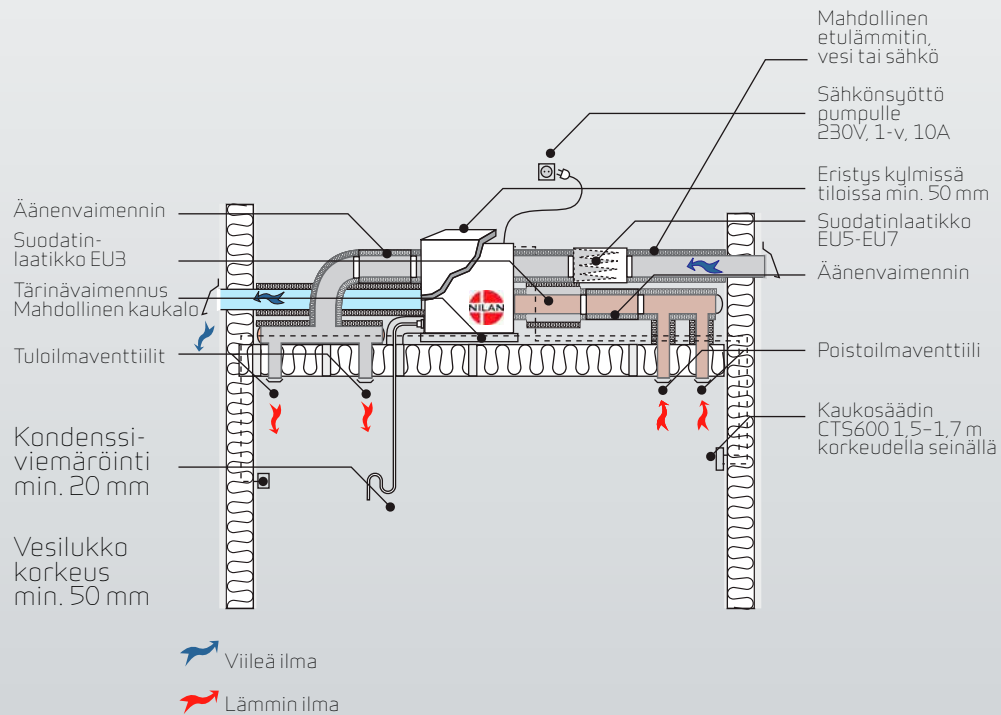 Mahdollinen
etulämmitin,
vesi tai sähkö
Sähkönsyöttö
pumpulle
230V, 1-v, 10A
Eristys kylmissä
tiloissa min. 50 mm
Suodatinlaatikko
EU5-EU7
Äänenvaimennin
Poistoilmaventtiili
Kaukosäädin
CTS600 1,5–1,7 m
korkeudella seinällä
Äänenvaimennin
Suodatin-
laatikko EU3
Tärinävaimennus
Mahdollinen kaukalo
Tuloilmaventtiilit
Kondenssi-
viemäröinti
min. 20 mm
Vesilukko
korkeus
min. 50 mm
NILAN
Viileä ilma
Lämmin ilma